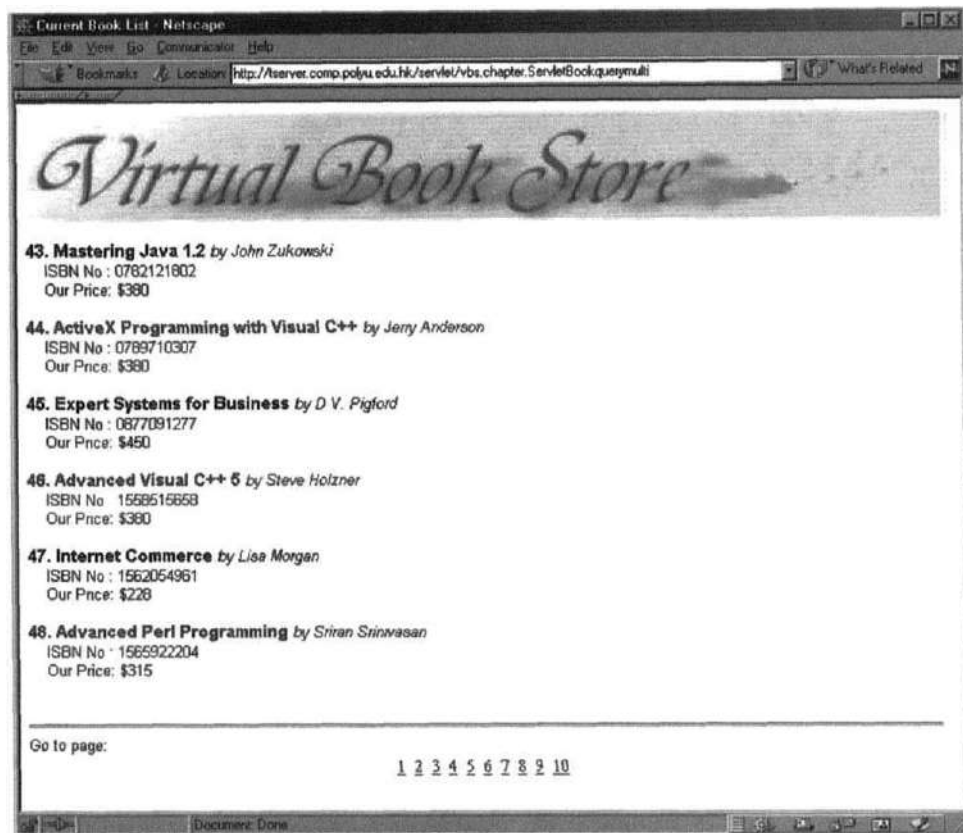 Current Book List - Netscape
File Edit View Go Communicator Help
Bookmarks Location: http://tserver.comp.polyu.edu.hk/servlet/vbs.chapter.ServletBookquerymulti What's Related
Virtual Book Store
43. Mastering Java 1.2 by John Zukowski
ISBN No : 0782121802
Our Price: $380
44. ActiveX Programming with Visual C++ by Jerry Anderson
ISBN No : 0789710307
Our Price: $380
45. Expert Systems for Business by D V. Pigford
ISBN No : 0877091277
Our Price: $450
46. Advanced Visual C++ 5 by Steve Holzner
ISBN No 1558515658
Our Price: $380
47. Internet Commerce by Lisa Morgan
ISBN No : 1562054961
Our Price: $228
48. Advanced Perl Programming by Sriran Srinivasan
ISBN No : 1565922204
Our Price: $315
Go to page:
1 2 3 4 5 6 7 8 9 10
Document: Done